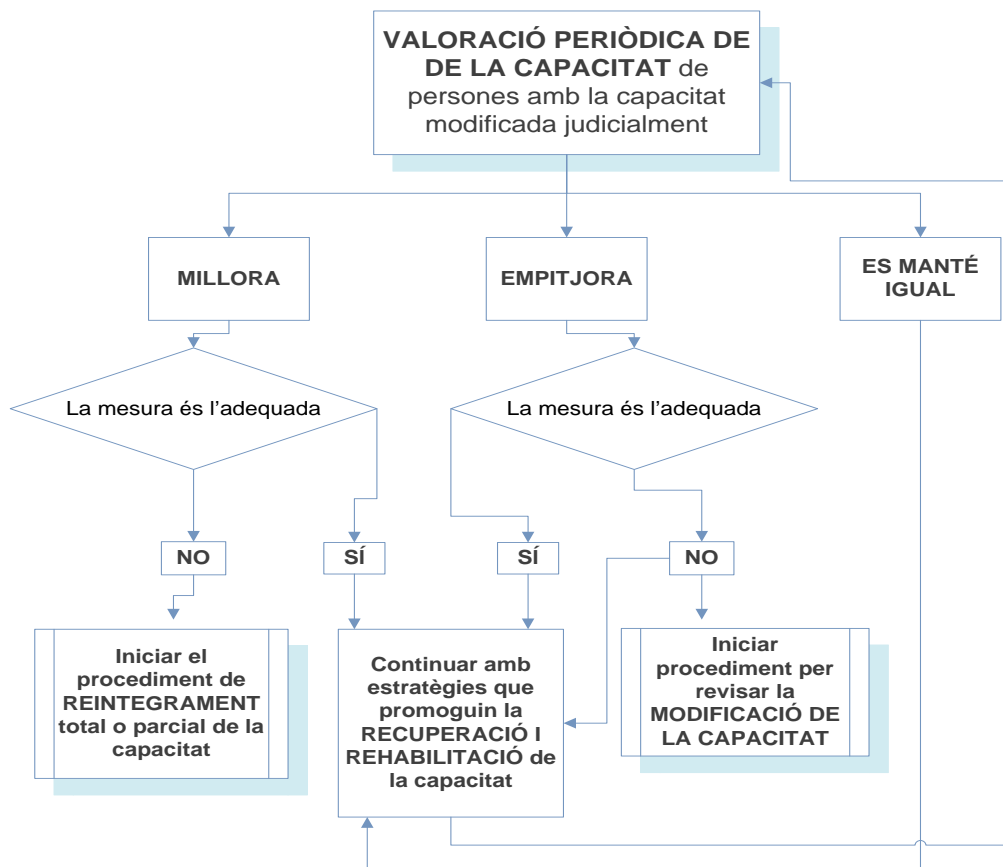 VALORACIÓ PERIÒDICA DE
DE LA CAPACITAT de
persones amb la capacitat
modificada judicialment
MILLORA
EMPITJORA
ES MANTÉ
IGUAL
La mesura és l’adequada
La mesura és l’adequada
NO
SÍ
SÍ
NO
Iniciar el
procediment de
REINTEGRAMENT
total o parcial de la
capacitat
Continuar amb
estratègies que
promoguin la
RECUPERACIÓ I
REHABILITACIÓ de
la capacitat
Iniciar
procediment per
revisar la
MODIFICACIÓ DE
LA CAPACITAT